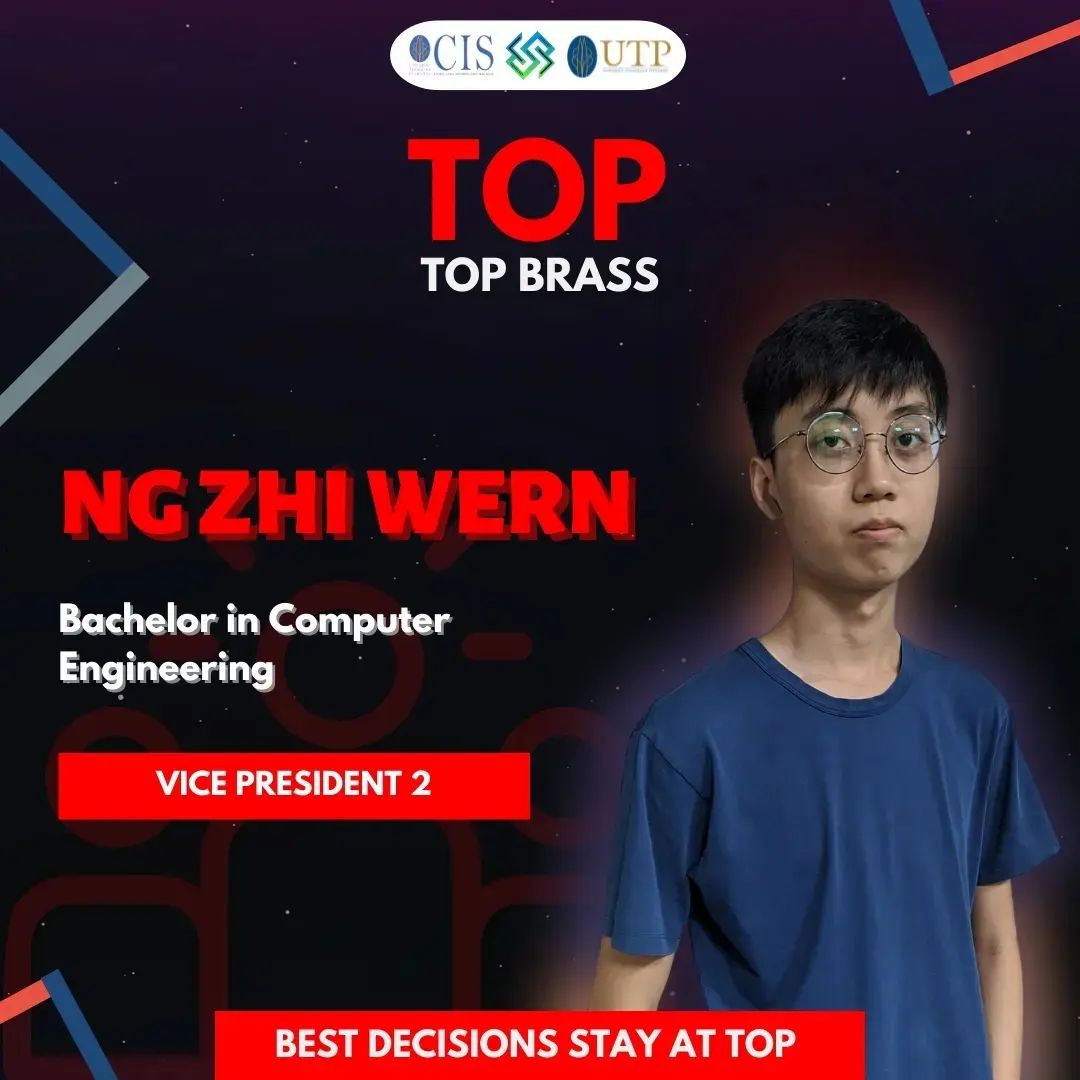 CIS
UTP
TOP
TOP BRASS
NG ZHI WERN
Bachelor in Computer
Engineering
VICE PRESIDENT 2
BEST DECISIONS STAY AT TOP